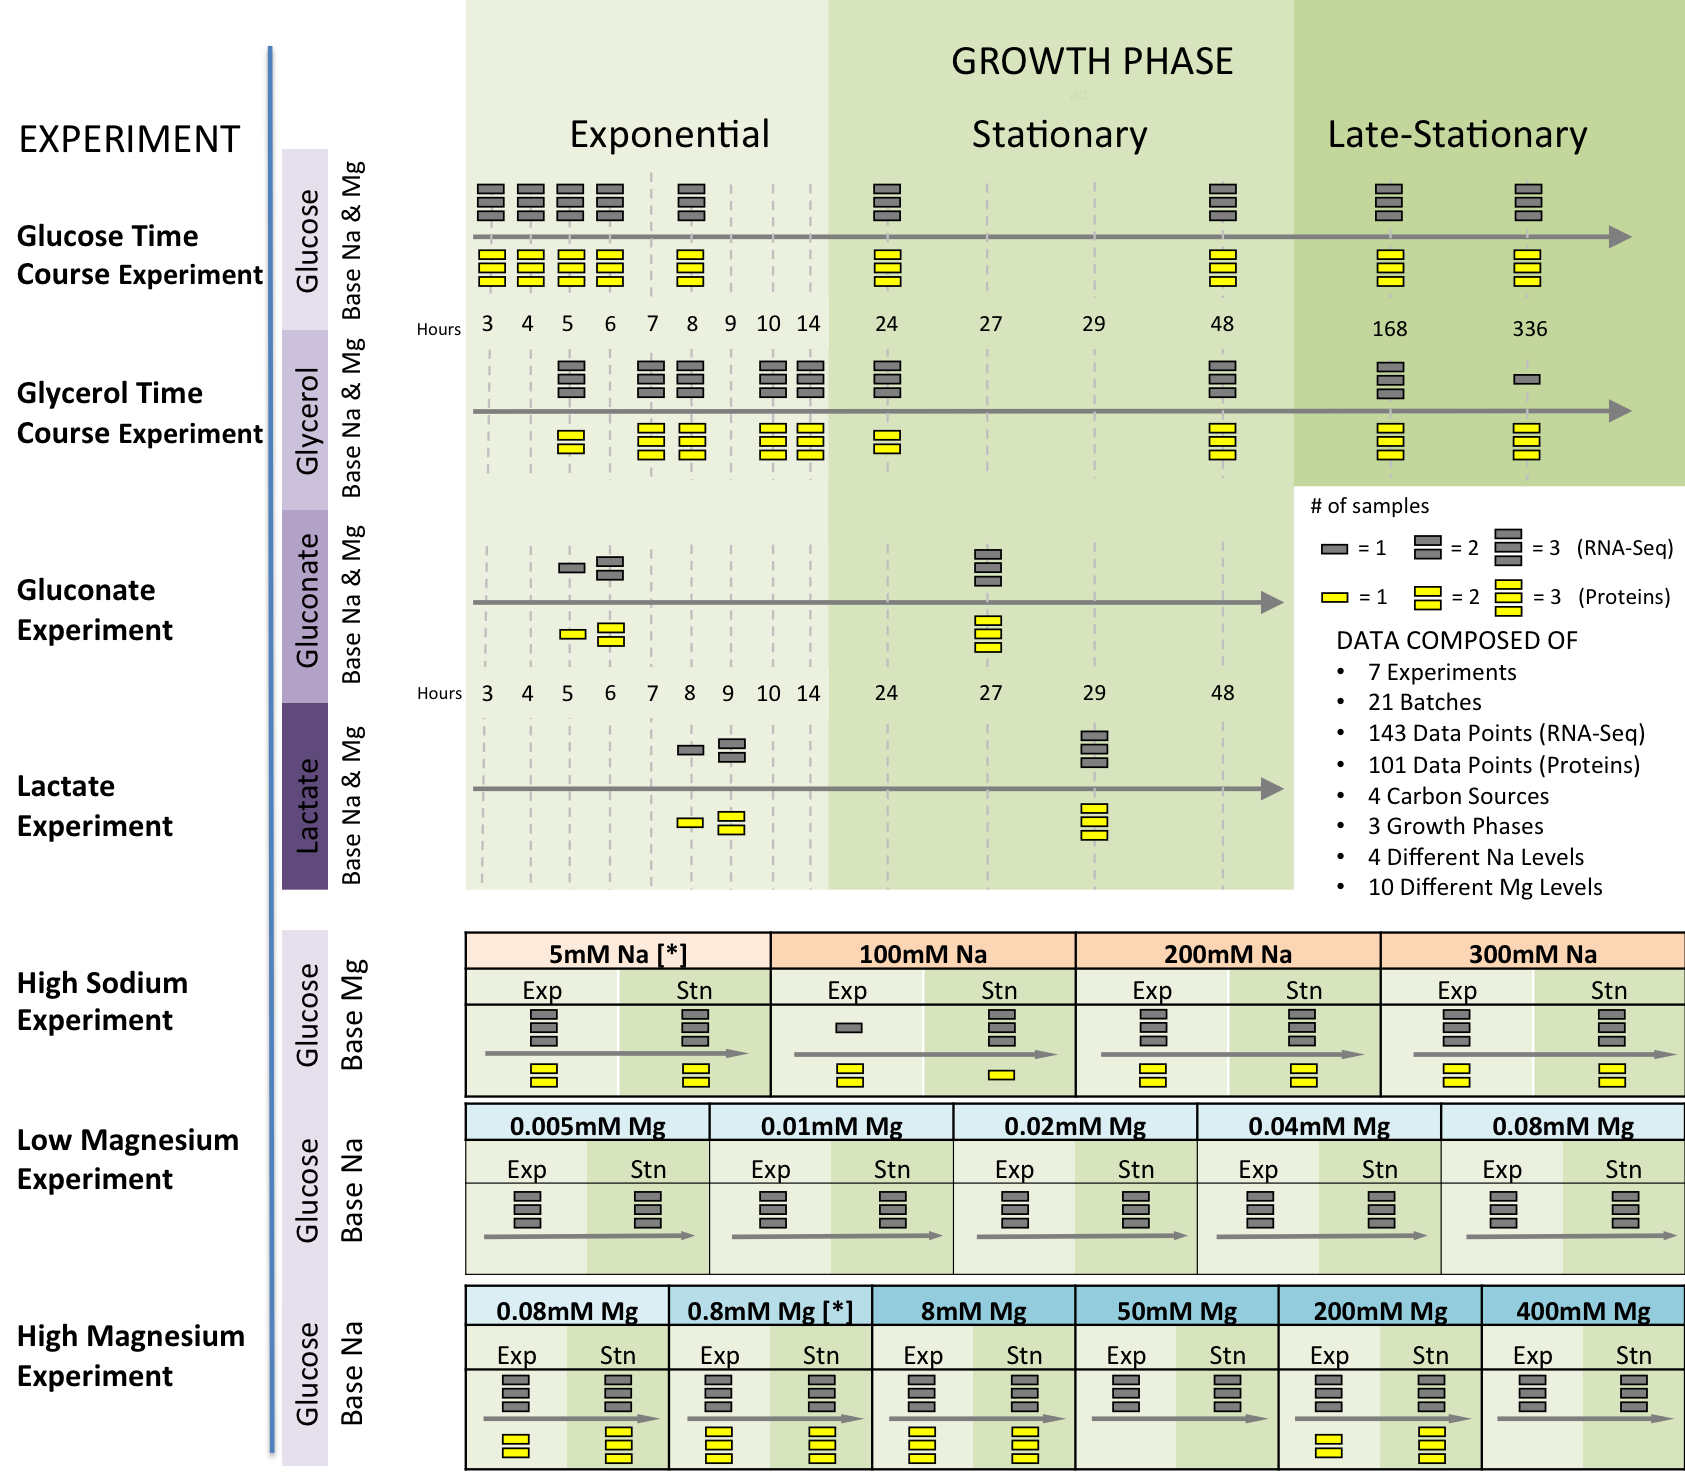 GROWTH PHASE
ad
EXPERIMENT
Exponential
Stationary
Late-Stationary
Glucose Time
Course Experiment
Glucose
Base Na & Mg
Hours 3 4 5 6 7 8 9 10 14 24 27 29 48 168 336
Glycerol Time
Course Experiment
Glycerol
Base Na & Mg
# of samples
= 1 = 2 = 3 (RNA-Seq)
= 1 = 2 = 3 (Proteins)
Gluconate
Experiment
Gluconate
Base Na & Mg
Hours 3 4 5 6 7 8 9 10 14 24 27 29 48
Lactate
Experiment
Lactate
Base Na & Mg
DATA COMPOSED OF
• 7 Experiments
• 21 Batches
• 143 Data Points (RNA-Seq)
• 101 Data Points (Proteins)
• 4 Carbon Sources
• 3 Growth Phases
• 4 Different Na Levels
• 10 Different Mg Levels
High Sodium
Experiment
Glucose
Base Mg
5mM Na [*] 100mM Na 200mM Na 300mM Na
Exp Stn Exp Stn Exp Stn Exp Stn
Low Magnesium
Experiment
Glucose
Base Na
0.005mM Mg 0.01mM Mg 0.02mM Mg 0.04mM Mg 0.08mM Mg
Exp Stn Exp Stn Exp Stn Exp Stn Exp Stn
High Magnesium
Experiment
Glucose
Base Na
0.08mM Mg 0.8mM Mg [*] 8mM Mg 50mM Mg 200mM Mg 400mM Mg
Exp Stn Exp Stn Exp Stn Exp Stn Exp Stn Exp Stn